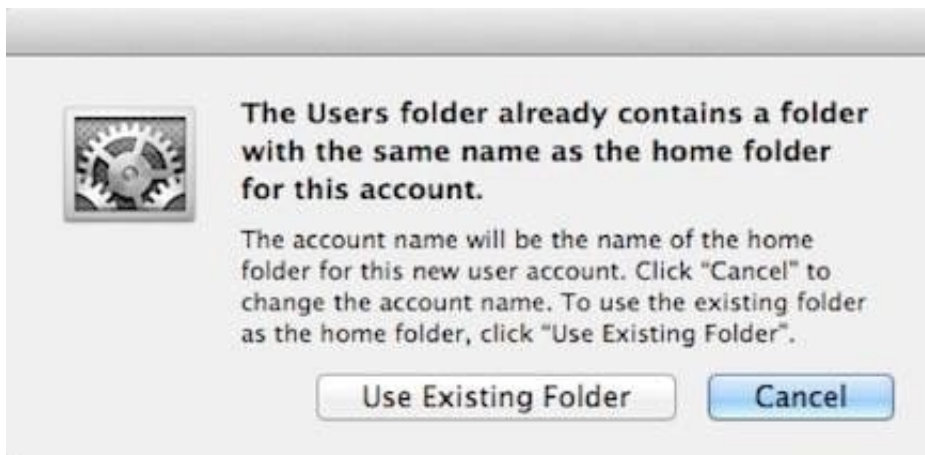 The Users folder already contains a folder
with the same name as the home folder
for this account.
The account name will be the name of the home
folder for this new user account. Click “Cancel” to
change the account name. To use the existing folder
as the home folder, click “Use Existing Folder”.
Use Existing Folder
Cancel